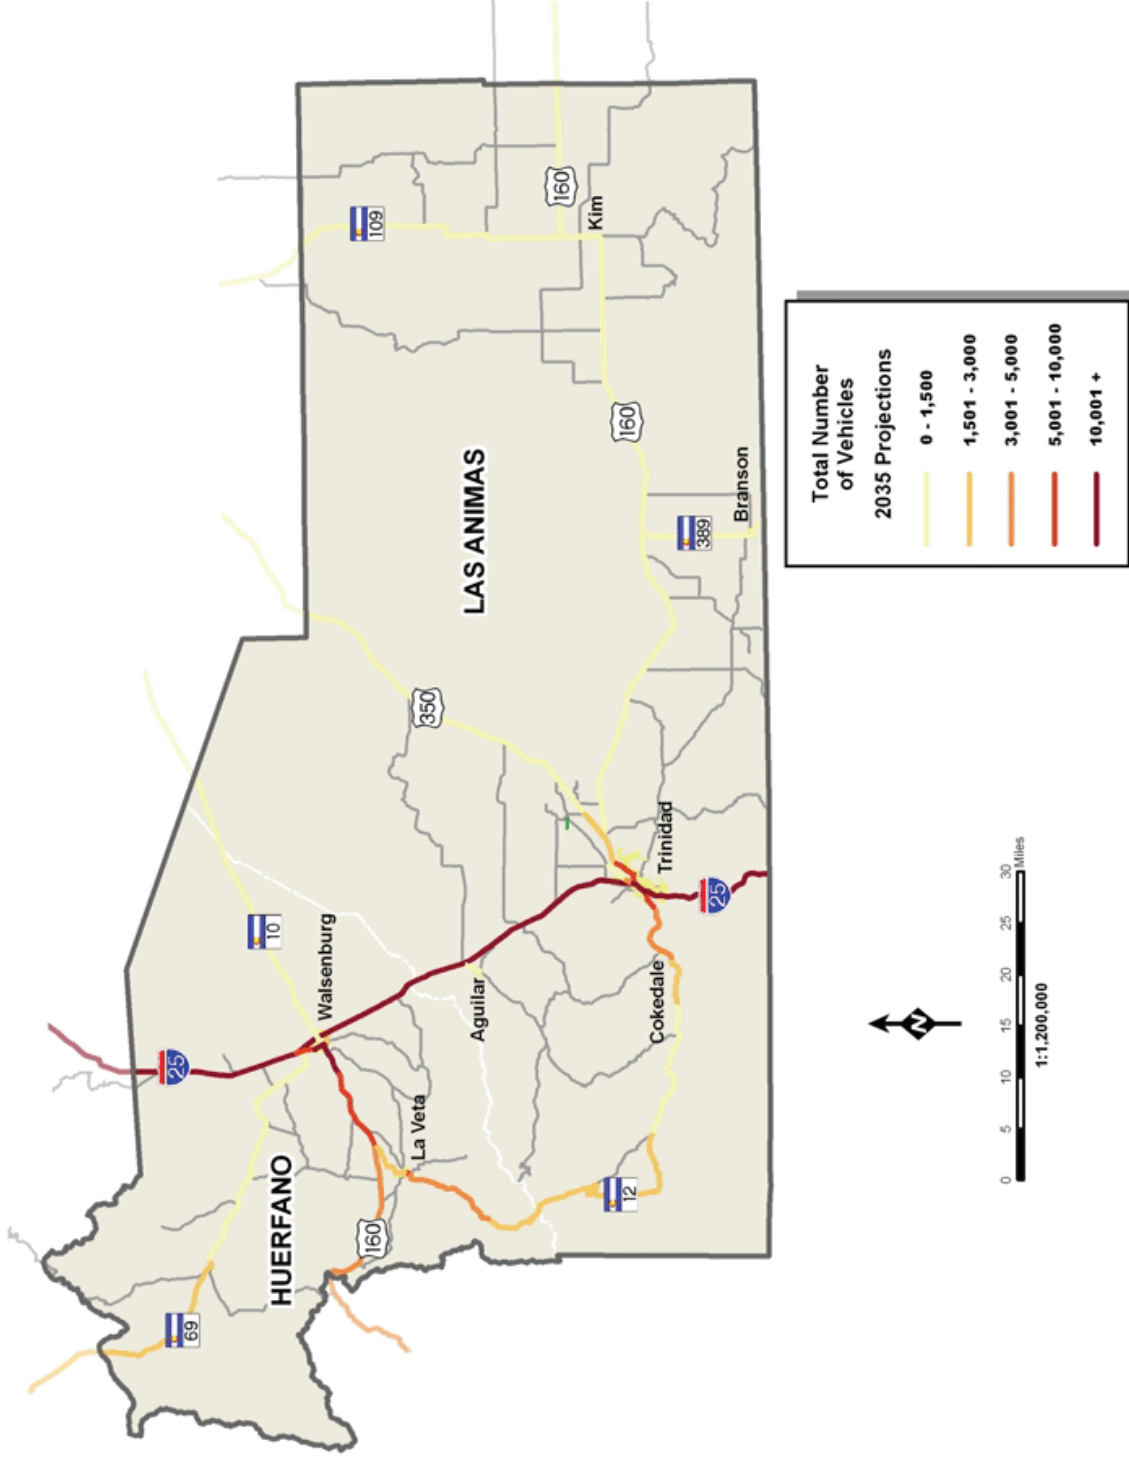 25
10
Walsenburg
69
HUERFANO
160
La Veta
Aguilar
350
LAS ANIMAS
109
160
Kim
160
12
Cokedale
Trinidad
25
389
Branson
N
0 5 10 15 20 25 30
Miles
1:1,200,000
Total Number
of Vehicles
2035 Projections
0 - 1,500
1,501 - 3,000
3,001 - 5,000
5,001 - 10,000
10,001 +